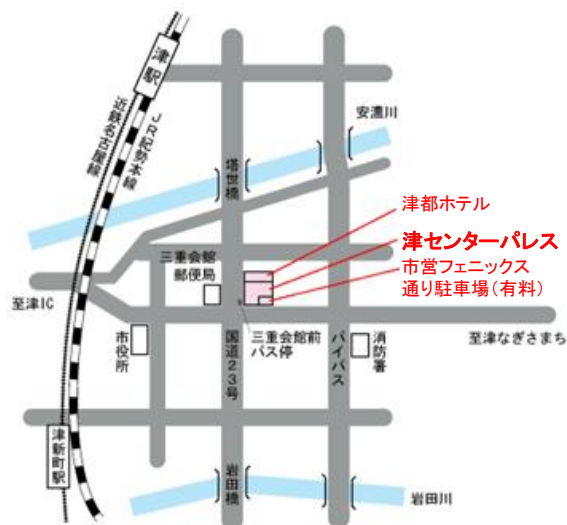 津駅
近鉄名古屋線
JR紀勢本線
安濃川
塔世橋
津都ホテル
津センターパレス
市営フェニックス
通り駐車場(有料)
三重会館
郵便局
至津IC
市役所
国道23号
三重会館前
バス停
バイパス
消防署
至津なぎさまち
津新町駅
岩田橋
岩田川